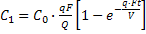 C₁ = C₀ · qF/Q [1 − e^(−q·Ft/V)]